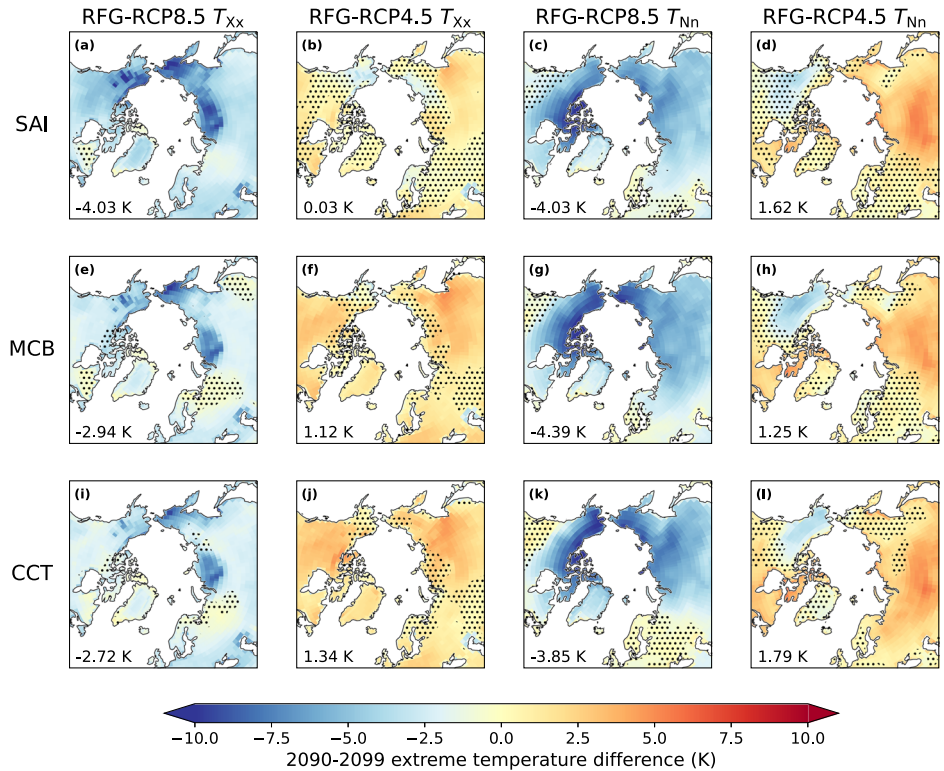 RFG-RCP8.5 TXx RFG-RCP4.5 TXx RFG-RCP8.5 TNn RFG-RCP4.5 TNn
(a) (b) (c) (d)
SAI
-4.03 K 0.03 K -4.03 K 1.62 K
(e) (f) (g) (h)
MCB
-2.94 K 1.12 K -4.39 K 1.25 K
(i) (j) (k) (l)
CCT
-2.72 K 1.34 K -3.85 K 1.79 K
−10.0 −7.5 −5.0 −2.5 0.0 2.5 5.0 7.5 10.0
2090-2099 extreme temperature difference (K)